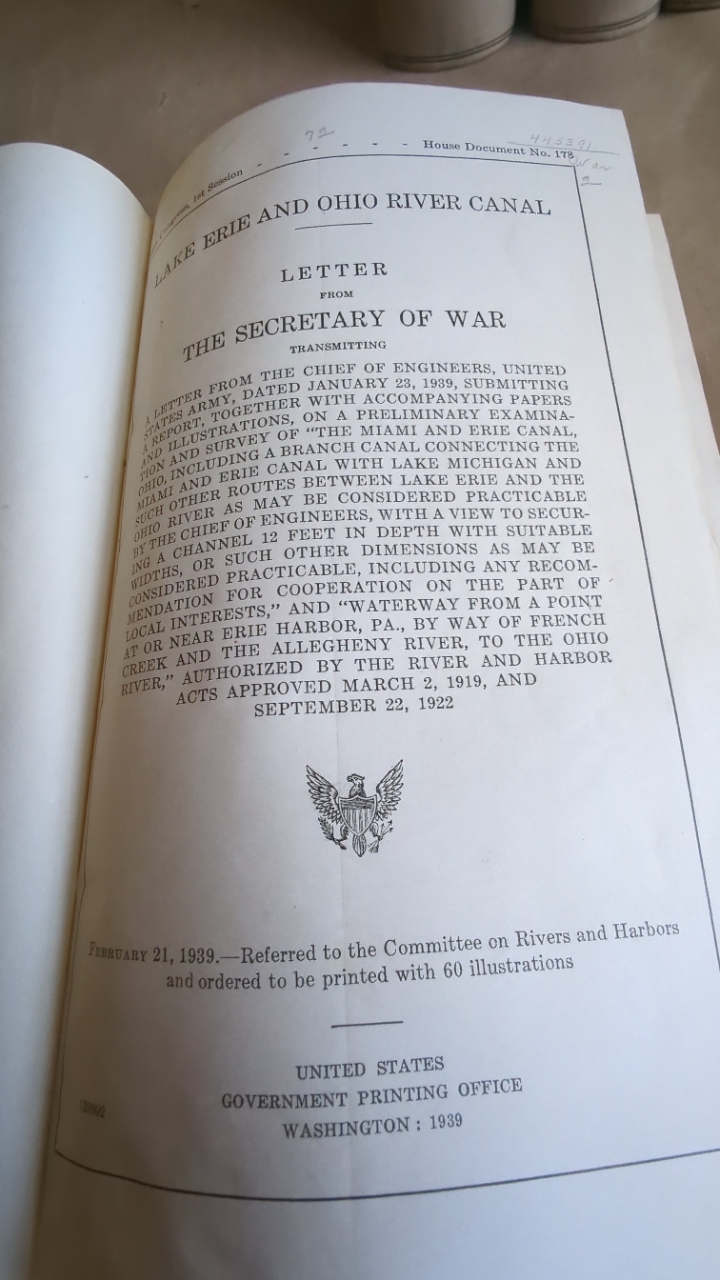 72
445391
Congress, 1st Session - - - - - - House Document No. 178
War
2
LAKE ERIE AND OHIO RIVER CANAL
LETTER
FROM
THE SECRETARY OF WAR
TRANSMITTING
A LETTER FROM THE CHIEF OF ENGINEERS, UNITED
STATES ARMY, DATED JANUARY 23, 1939, SUBMITTING
A REPORT, TOGETHER WITH ACCOMPANYING PAPERS
AND ILLUSTRATIONS, ON A PRELIMINARY EXAMINA-
TION AND SURVEY OF "THE MIAMI AND ERIE CANAL,
OHIO, INCLUDING A BRANCH CANAL CONNECTING THE
MIAMI AND ERIE CANAL WITH LAKE MICHIGAN AND
SUCH OTHER ROUTES BETWEEN LAKE ERIE AND THE
OHIO RIVER AS MAY BE CONSIDERED PRACTICABLE
BY THE CHIEF OF ENGINEERS, WITH A VIEW TO SECUR-
ING A CHANNEL 12 FEET IN DEPTH WITH SUITABLE
WIDTHS, OR SUCH OTHER DIMENSIONS AS MAY BE
CONSIDERED PRACTICABLE, INCLUDING ANY RECOM-
MENDATION FOR COOPERATION ON THE PART OF
LOCAL INTERESTS," AND "WATERWAY FROM A POINT
AT OR NEAR ERIE HARBOR, PA., BY WAY OF FRENCH
CREEK AND THE ALLEGHENY RIVER, TO THE OHIO
RIVER," AUTHORIZED BY THE RIVER AND HARBOR
ACTS APPROVED MARCH 2, 1919, AND
SEPTEMBER 22, 1922
FEBRUARY 21, 1939.—Referred to the Committee on Rivers and Harbors
and ordered to be printed with 60 illustrations
UNITED STATES
GOVERNMENT PRINTING OFFICE
WASHINGTON : 1939